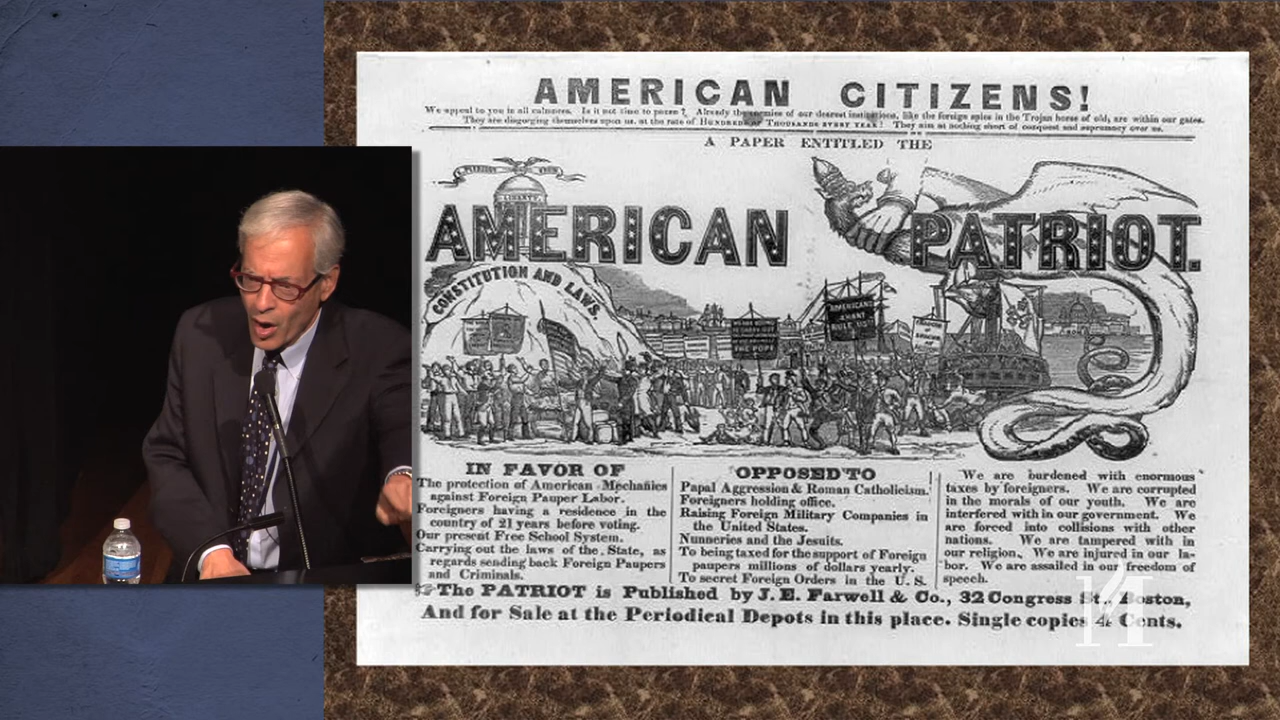 AMERICAN CITIZENS!
We appeal to you in all calmness. Is it not time to pause? Already the enemies of our dearest institutions, like the foreign spies in the Trojan horse of old, are within our gates.
They are disgorging themselves upon us, at the rate of HUNDREDS OF THOUSANDS EVERY YEAR! They aim at nothing short of conquest and supremacy over us.
A PAPER ENTITLED THE
LIBERTY
AMERICAN PATRIOT.
CONSTITUTION AND LAWS.
THE POPE
AMERICANS
SHANT
RULE US!
IN FAVOR OF
The protection of American Mechanics
against Foreign Pauper Labor.
Foreigners having a residence in the
country of 21 years before voting.
Our present Free School System.
Carrying out the laws of the State, as
regards sending back Foreign Paupers
and Criminals.
OPPOSED TO
Papal Aggression & Roman Catholicism.
Foreigners holding office.
Raising Foreign Military Companies in
the United States.
Nunneries and the Jesuits.
To being taxed for the support of Foreign
paupers millions of dollars yearly.
To secret Foreign Orders in the U. S.
We are burdened with enormous
taxes by foreigners. We are corrupted
in the morals of our youth. We are
interfered with in our government. We
are forced into collisions with other
nations. We are tampered with in
our religion. We are injured in our la-
bor. We are assailed in our freedom of
speech.
The PATRIOT is Published by J. E. Farwell & Co., 32 Congress St., Boston,
And for Sale at the Periodical Depots in this place. Single copies 4 Cents.